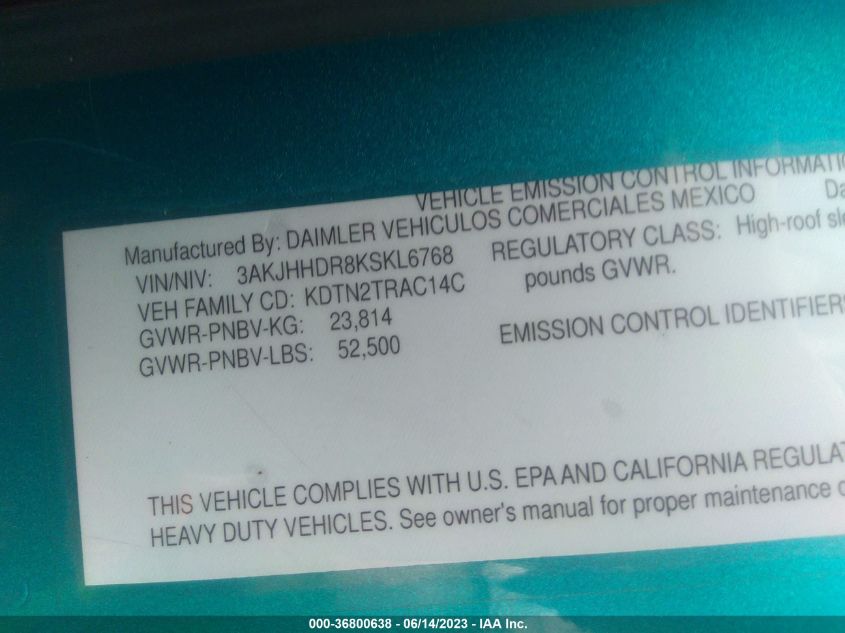 VEHICLE EMISSION CONTROL INFORMATIO
Manufactured By: DAIMLER VEHICULOS COMERCIALES MEXICO Da
VIN/NIV: 3AKJHHDR8KSKL6768 REGULATORY CLASS: High-roof sle
VEH FAMILY CD: KDTN2TRAC14C pounds GVWR.
GVWR-PNBV-KG: 23,814
GVWR-PNBV-LBS: 52,500 EMISSION CONTROL IDENTIFIERS
THIS VEHICLE COMPLIES WITH U.S. EPA AND CALIFORNIA REGULAT
HEAVY DUTY VEHICLES. See owner's manual for proper maintenance o
000-36800638 - 06/14/2023 - IAA Inc.